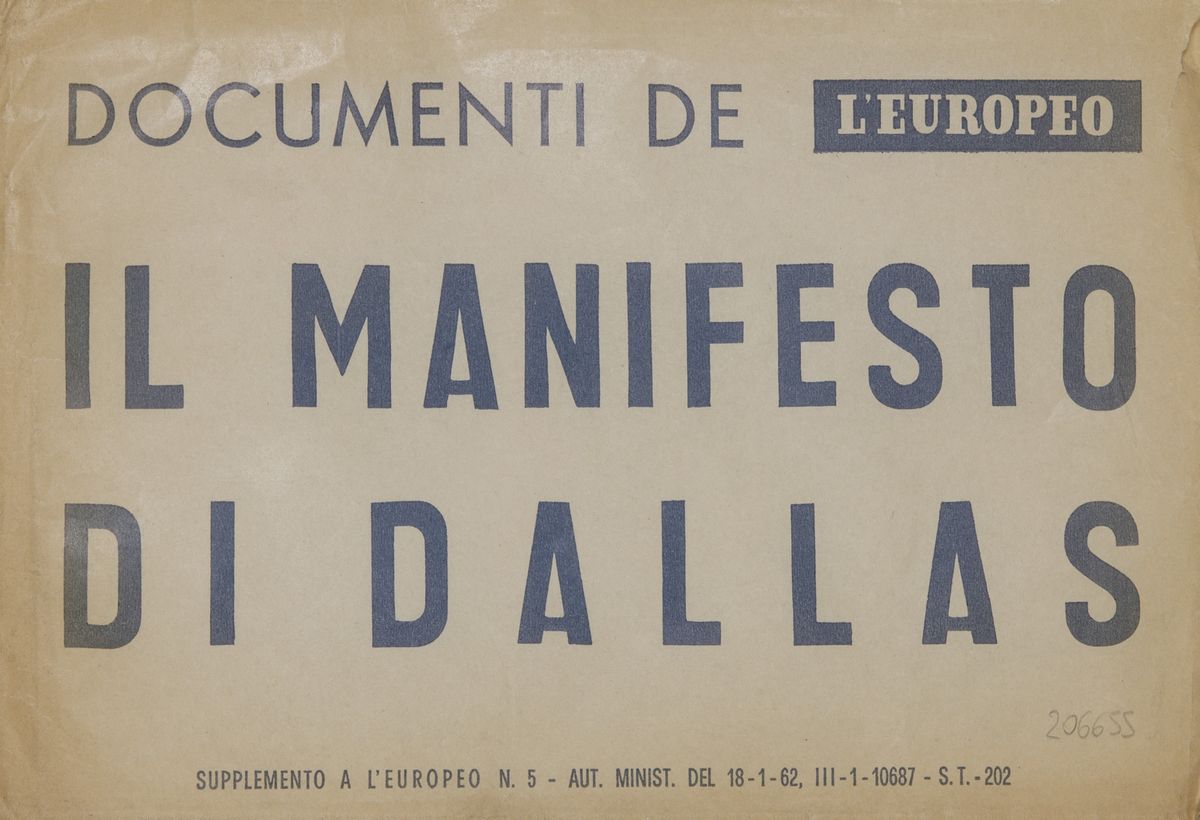 DOCUMENTI DE L'EUROPEO
IL MANIFESTO
DI DALLAS
206655
SUPPLEMENTO A L'EUROPEO N. 5 - AUT. MINIST. DEL 18-1-62, III-1-10687 - S.T.-202